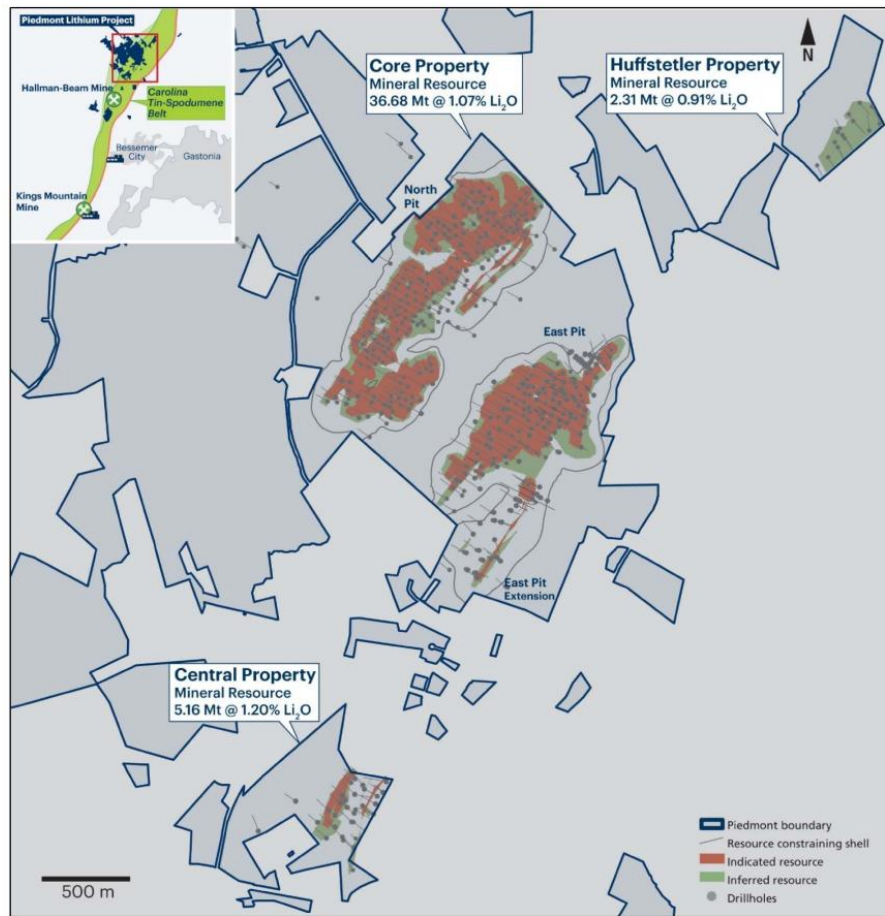 Piedmont Lithium Project
Hallman-Beam Mine
Carolina
Tin-Spodumene
Belt
Bessemer
City
Gastonia
Kings Mountain
Mine
Core Property
Mineral Resource
36.68 Mt @ 1.07% Li₂O
Huffstetler Property
Mineral Resource
2.31 Mt @ 0.91% Li₂O
N
North
Pit
East Pit
East Pit
Extension
Central Property
Mineral Resource
5.16 Mt @ 1.20% Li₂O
500 m
Piedmont boundary
Resource constraining shell
Indicated resource
Inferred resource
Drillholes